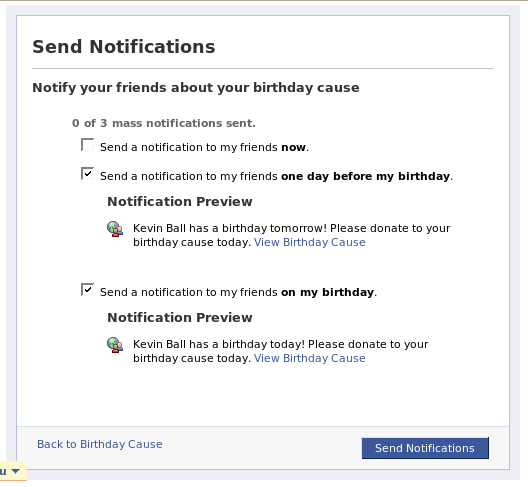 Send Notifications
Notify your friends about your birthday cause
0 of 3 mass notifications sent.
Send a notification to my friends now.
Send a notification to my friends one day before my birthday.
Notification Preview
Kevin Ball has a birthday tomorrow! Please donate to your
birthday cause today. View Birthday Cause
Send a notification to my friends on my birthday.
Notification Preview
Kevin Ball has a birthday today! Please donate to your
birthday cause today. View Birthday Cause
Back to Birthday Cause
Send Notifications
u